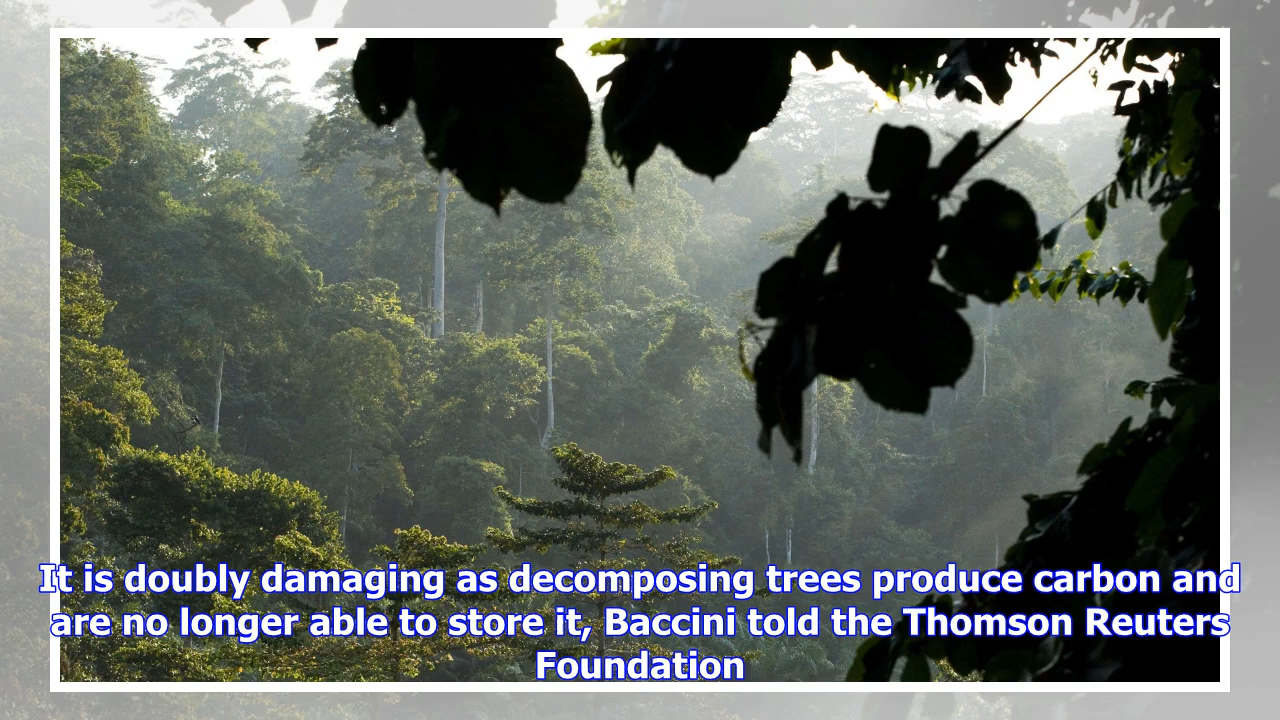 It is doubly damaging as decomposing trees produce carbon and
are no longer able to store it, Baccini told the Thomson Reuters
Foundation